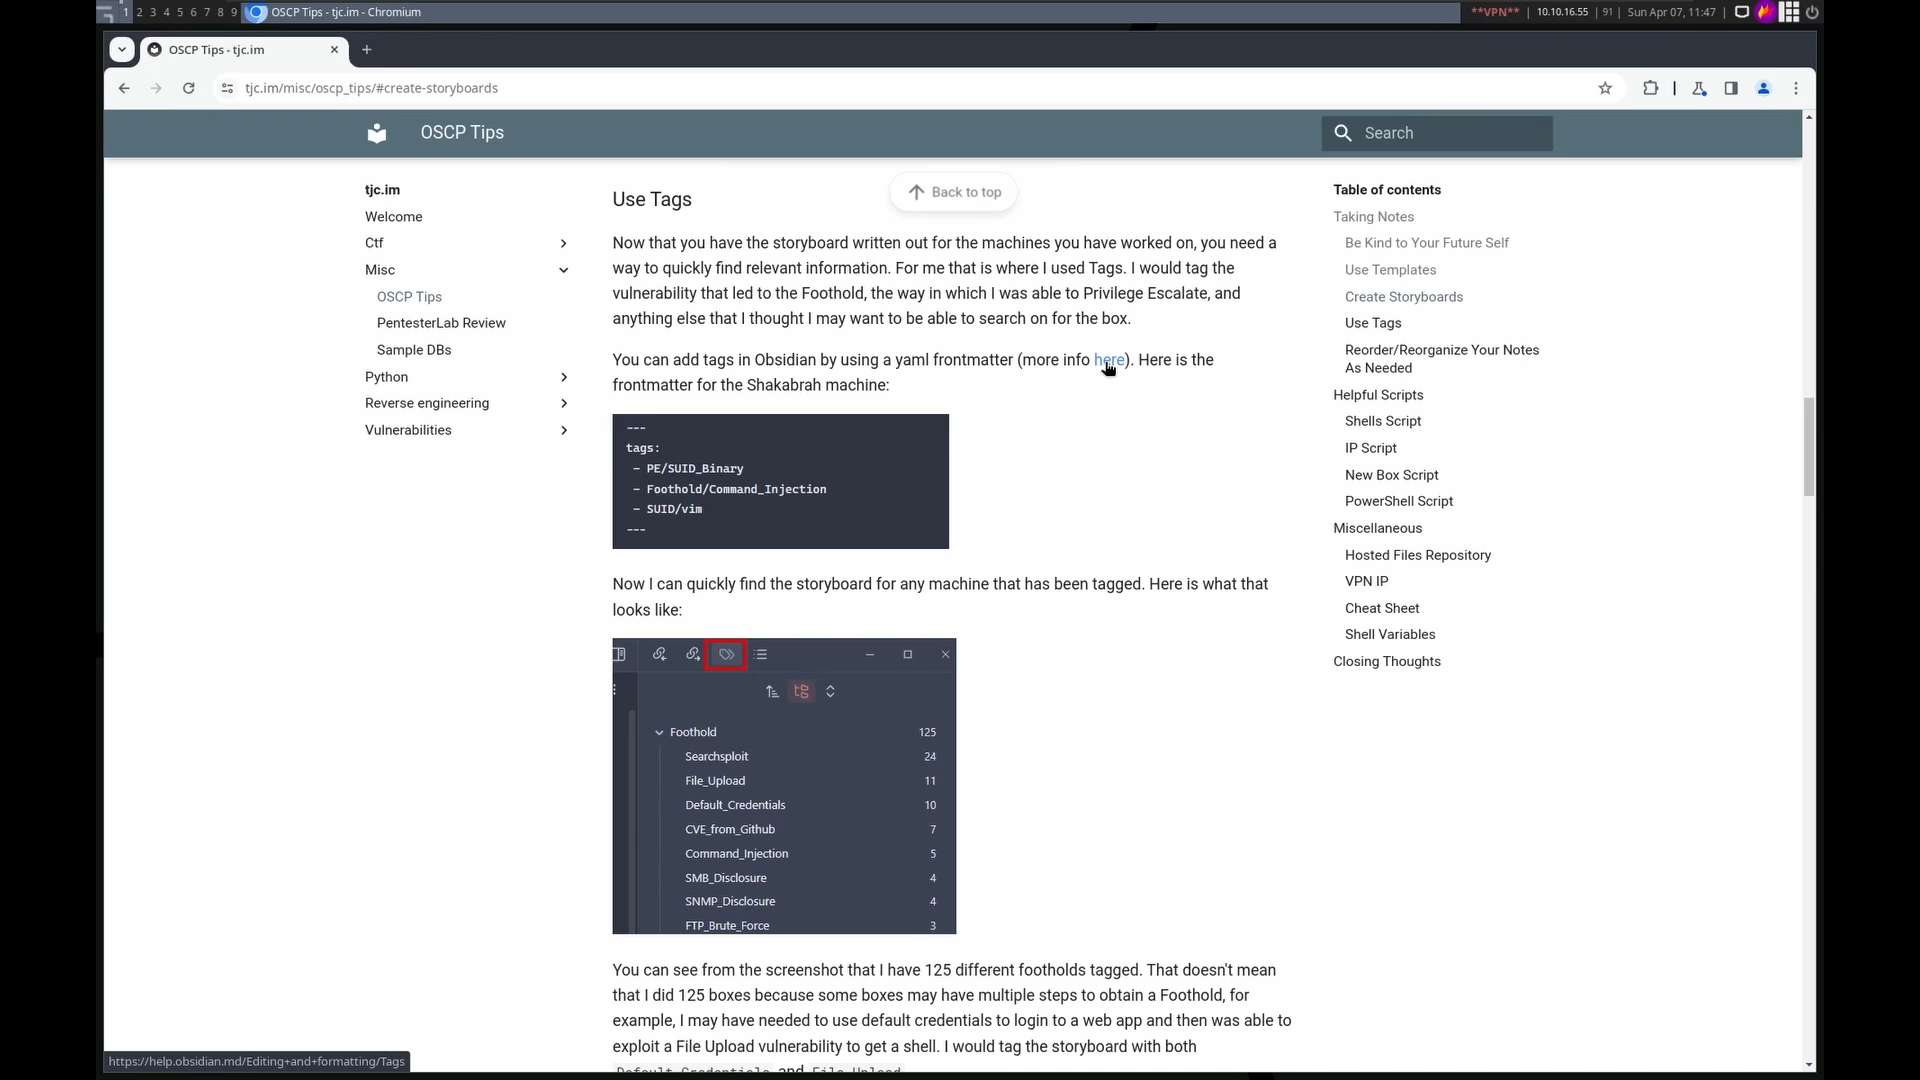 1 2 3 4 5 6 7 8 9 OSCP Tips - tjc.im - Chromium **VPN** | 10.10.16.55 | 91 | Sun Apr 07, 11:47 |
OSCP Tips - tjc.im
tjc.im/misc/oscp_tips/#create-storyboards
OSCP Tips
Search
tjc.im
Welcome
Ctf
Misc
OSCP Tips
PentesterLab Review
Sample DBs
Python
Reverse engineering
Vulnerabilities
Back to top
Use Tags
Now that you have the storyboard written out for the machines you have worked on, you need a
way to quickly find relevant information. For me that is where I used Tags. I would tag the
vulnerability that led to the Foothold, the way in which I was able to Privilege Escalate, and
anything else that I thought I may want to be able to search on for the box.
You can add tags in Obsidian by using a yaml frontmatter (more info here). Here is the
frontmatter for the Shakabrah machine:
---
tags:
- PE/SUID_Binary
- Foothold/Command_Injection
- SUID/vim
---
Now I can quickly find the storyboard for any machine that has been tagged. Here is what that
looks like:
Foothold 125
Searchsploit 24
File_Upload 11
Default_Credentials 10
CVE_from_Github 7
Command_Injection 5
SMB_Disclosure 4
SNMP_Disclosure 4
FTP_Brute_Force 3
You can see from the screenshot that I have 125 different footholds tagged. That doesn't mean
that I did 125 boxes because some boxes may have multiple steps to obtain a Foothold, for
example, I may have needed to use default credentials to login to a web app and then was able to
exploit a File Upload vulnerability to get a shell. I would tag the storyboard with both
Default_Credentials and File_Upload
Table of contents
Taking Notes
Be Kind to Your Future Self
Use Templates
Create Storyboards
Use Tags
Reorder/Reorganize Your Notes
As Needed
Helpful Scripts
Shells Script
IP Script
New Box Script
PowerShell Script
Miscellaneous
Hosted Files Repository
VPN IP
Cheat Sheet
Shell Variables
Closing Thoughts
https://help.obsidian.md/Editing+and+formatting/Tags